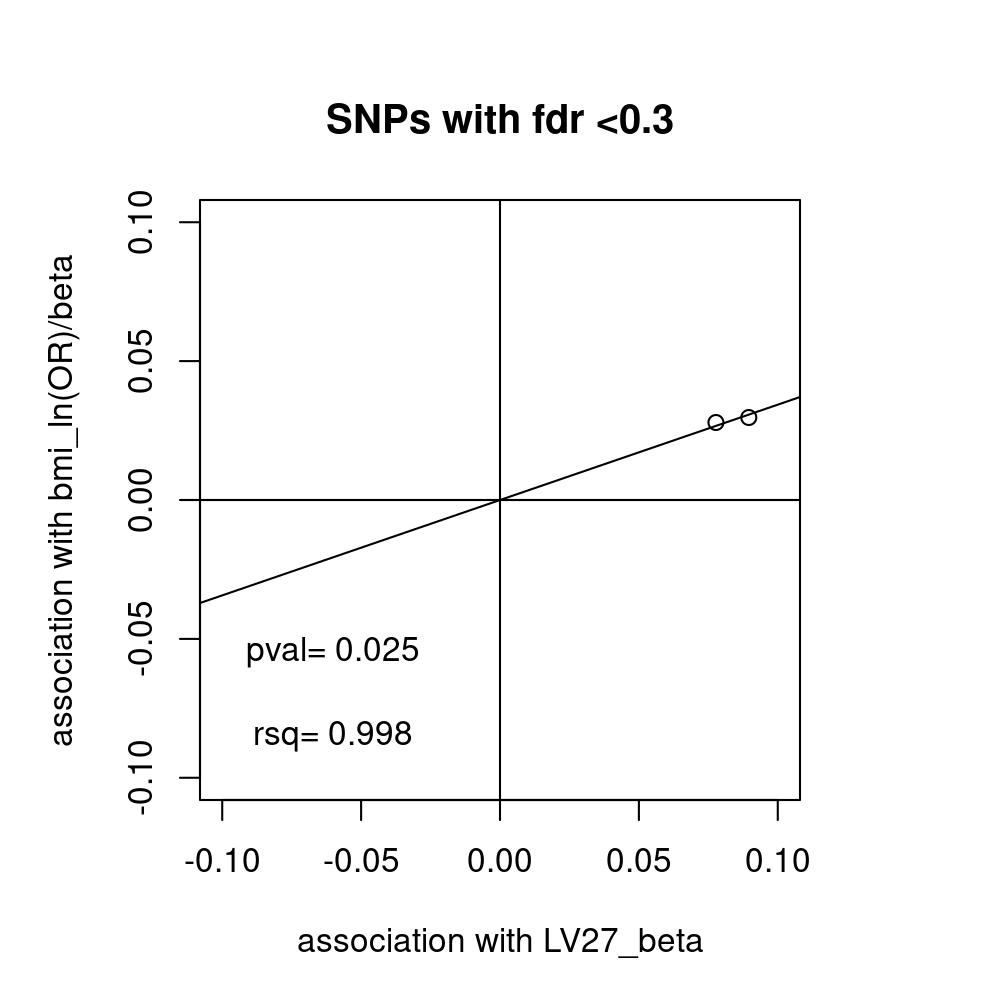 SNPs with fdr <0.3
association with bmi_ln(OR)/beta
0.10
0.05
0.00
-0.05
-0.10
pval= 0.025
rsq= 0.998
-0.10 -0.05 0.00 0.05 0.10
association with LV27_beta